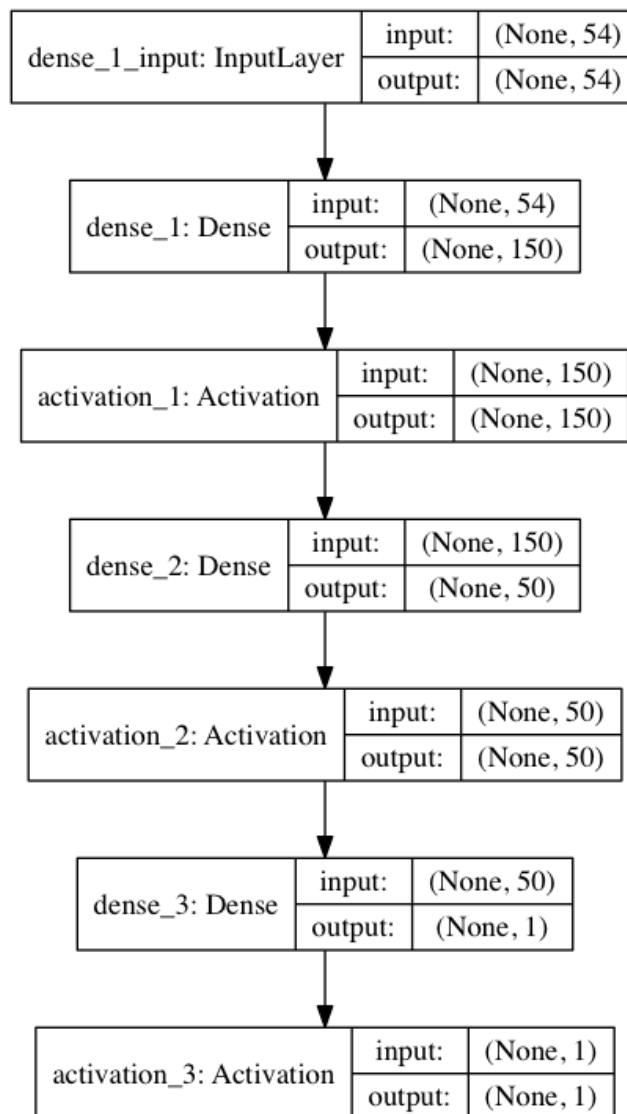 dense_1_input: InputLayer
input: (None, 54)
output: (None, 54)
dense_1: Dense
input: (None, 54)
output: (None, 150)
activation_1: Activation
input: (None, 150)
output: (None, 150)
dense_2: Dense
input: (None, 150)
output: (None, 50)
activation_2: Activation
input: (None, 50)
output: (None, 50)
dense_3: Dense
input: (None, 50)
output: (None, 1)
activation_3: Activation
input: (None, 1)
output: (None, 1)